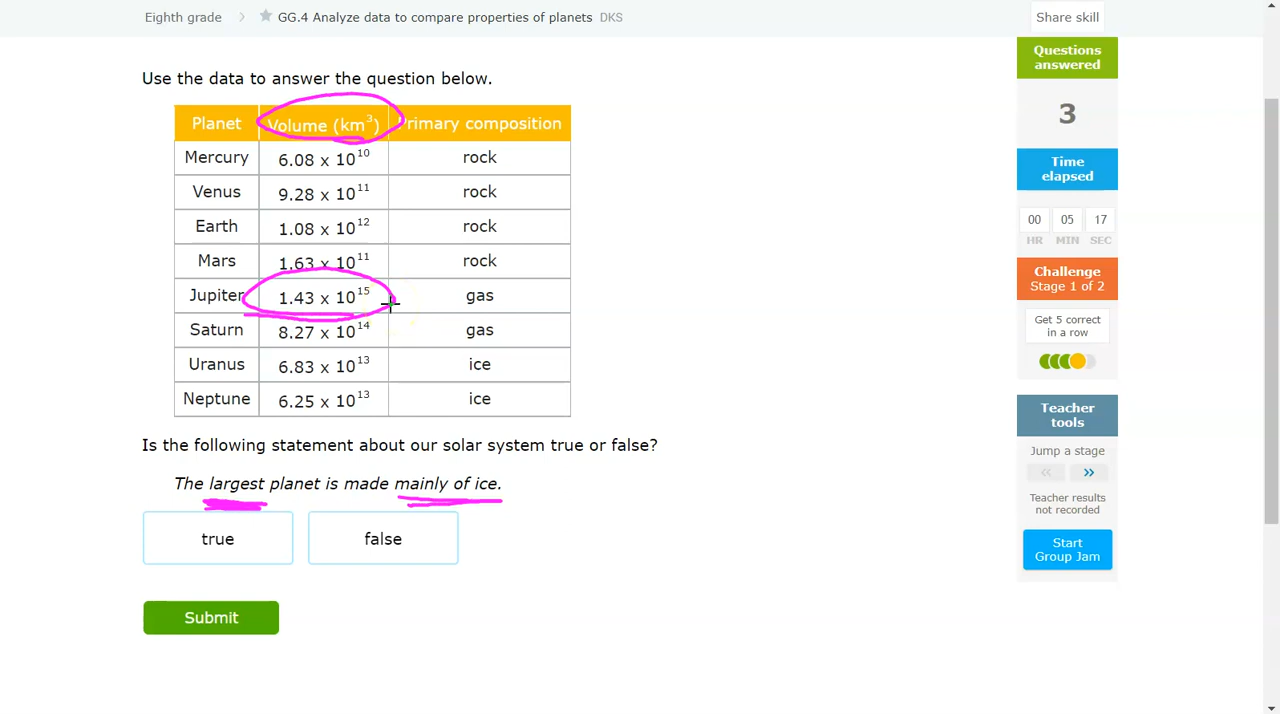 Eighth grade > GG.4 Analyze data to compare properties of planets DKS
Share skill
Use the data to answer the question below.
Planet Volume (km³) Primary composition
Mercury 6.08 x 10¹⁰ rock
Venus 9.28 x 10¹¹ rock
Earth 1.08 x 10¹² rock
Mars 1.63 x 10¹¹ rock
Jupiter 1.43 x 10¹⁵ gas
Saturn 8.27 x 10¹⁴ gas
Uranus 6.83 x 10¹³ ice
Neptune 6.25 x 10¹³ ice
Is the following statement about our solar system true or false?
The largest planet is made mainly of ice.
true false
Submit
Questions
answered
3
Time
elapsed
00 05 17
HR MIN SEC
Challenge
Stage 1 of 2
Get 5 correct
in a row
Teacher
tools
Jump a stage
<< >>
Teacher results
not recorded
Start
Group Jam